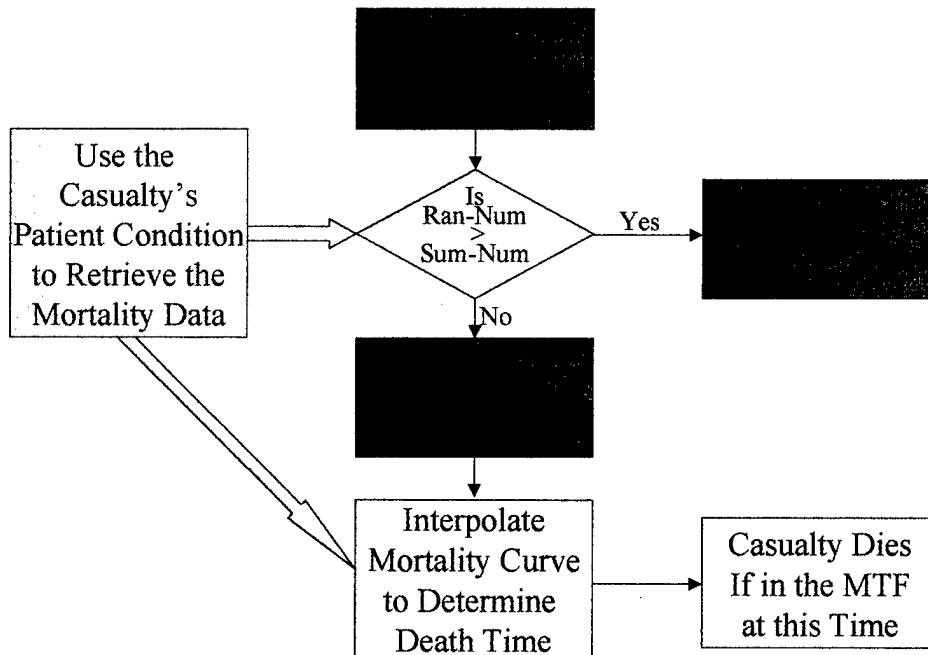 Use the
Casualty's
Patient Condition
to Retrieve the
Mortality Data
Is
Ran-Num
>
Sum-Num
Yes
No
Interpolate
Mortality Curve
to Determine
Death Time
Casualty Dies
If in the MTF
at this Time